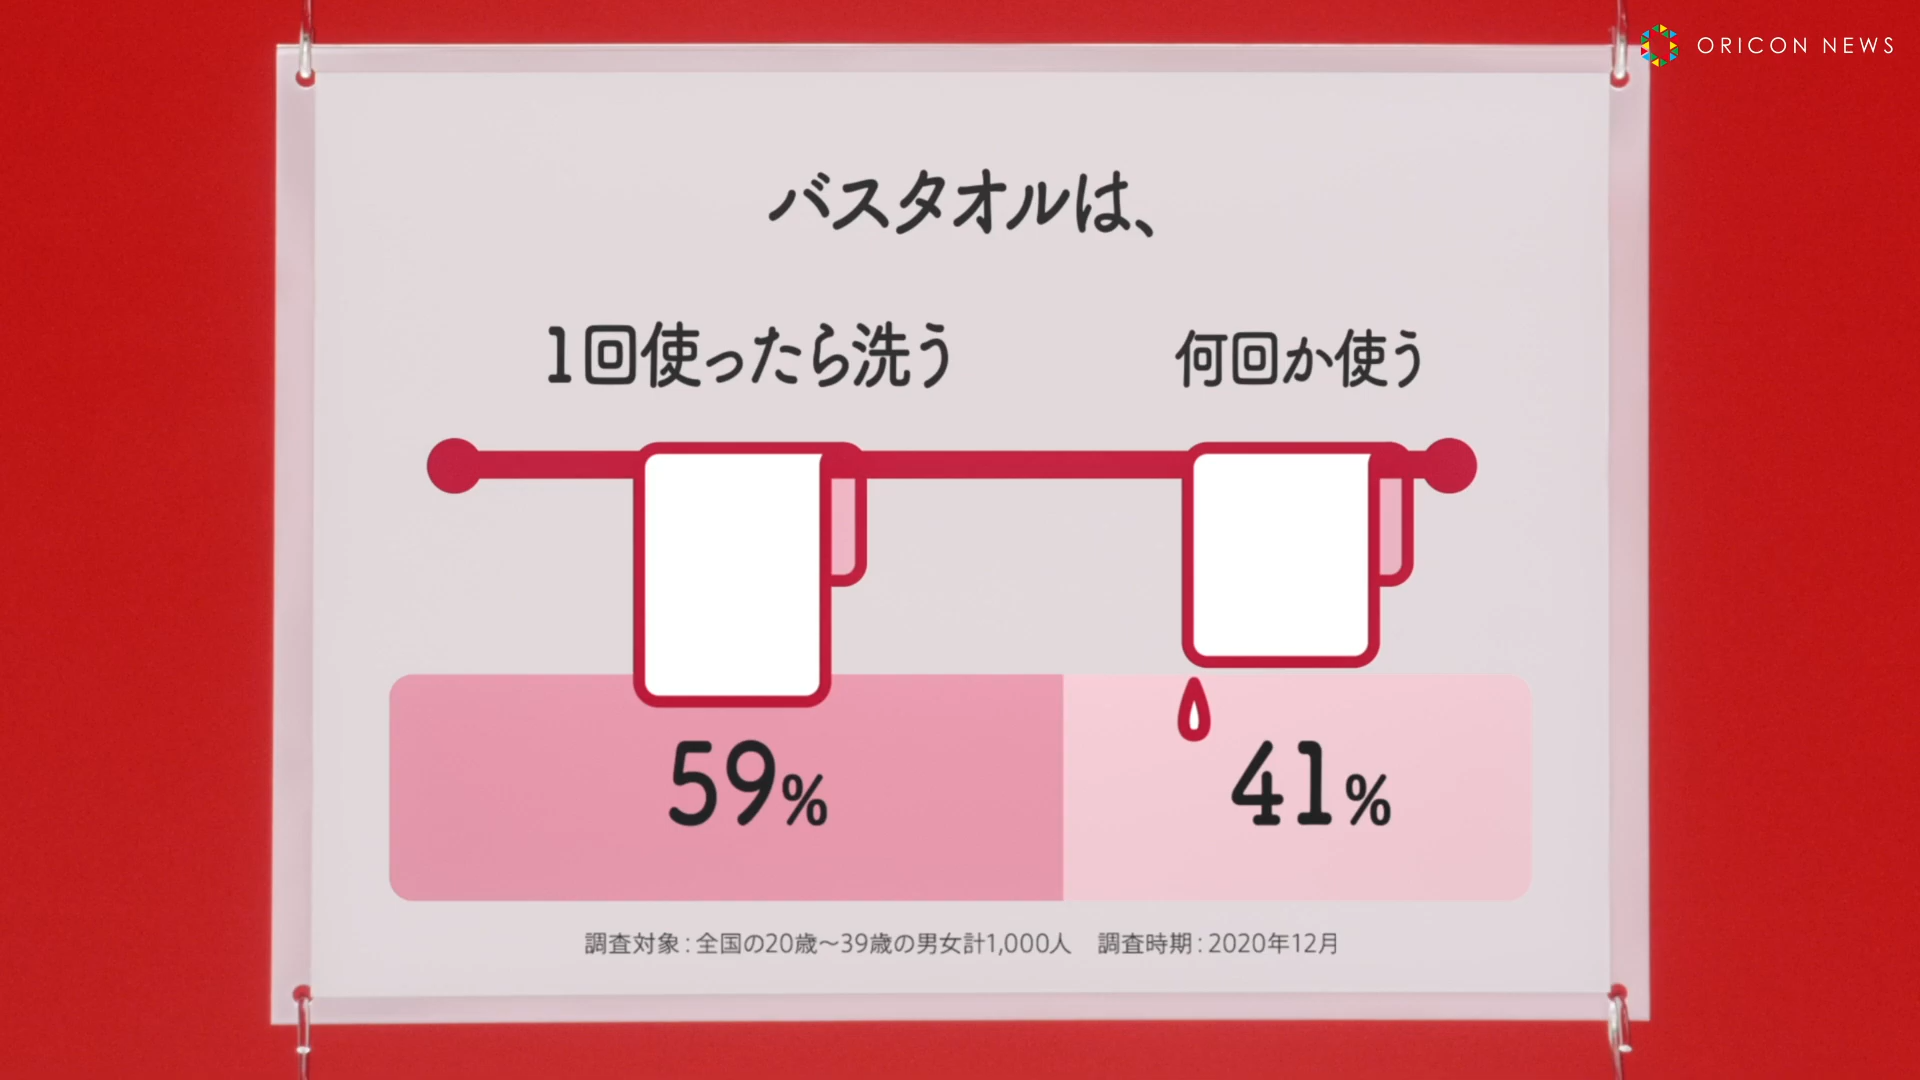 ORICON NEWS
バスタオルは、
1回使ったら洗う
何回か使う
59%
41%
調査対象:全国の20歳〜39歳の男女計1,000人 調査時期:2020年12月